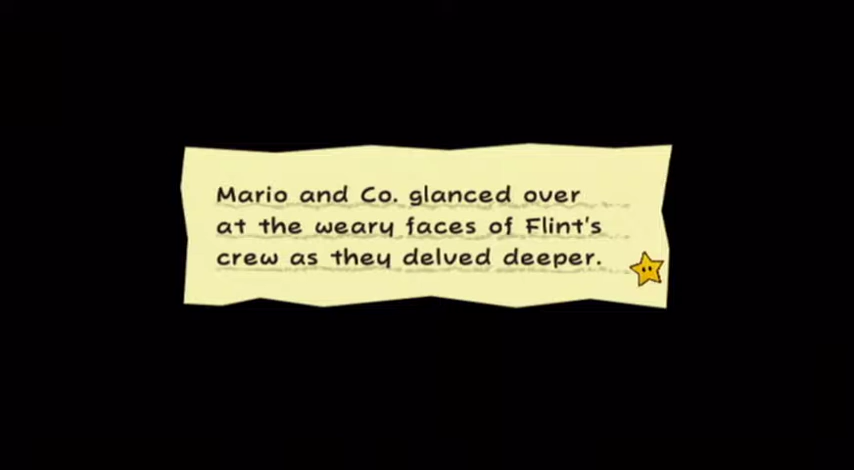 Mario and Co. glanced over
at the weary faces of Flint's
crew as they delved deeper.